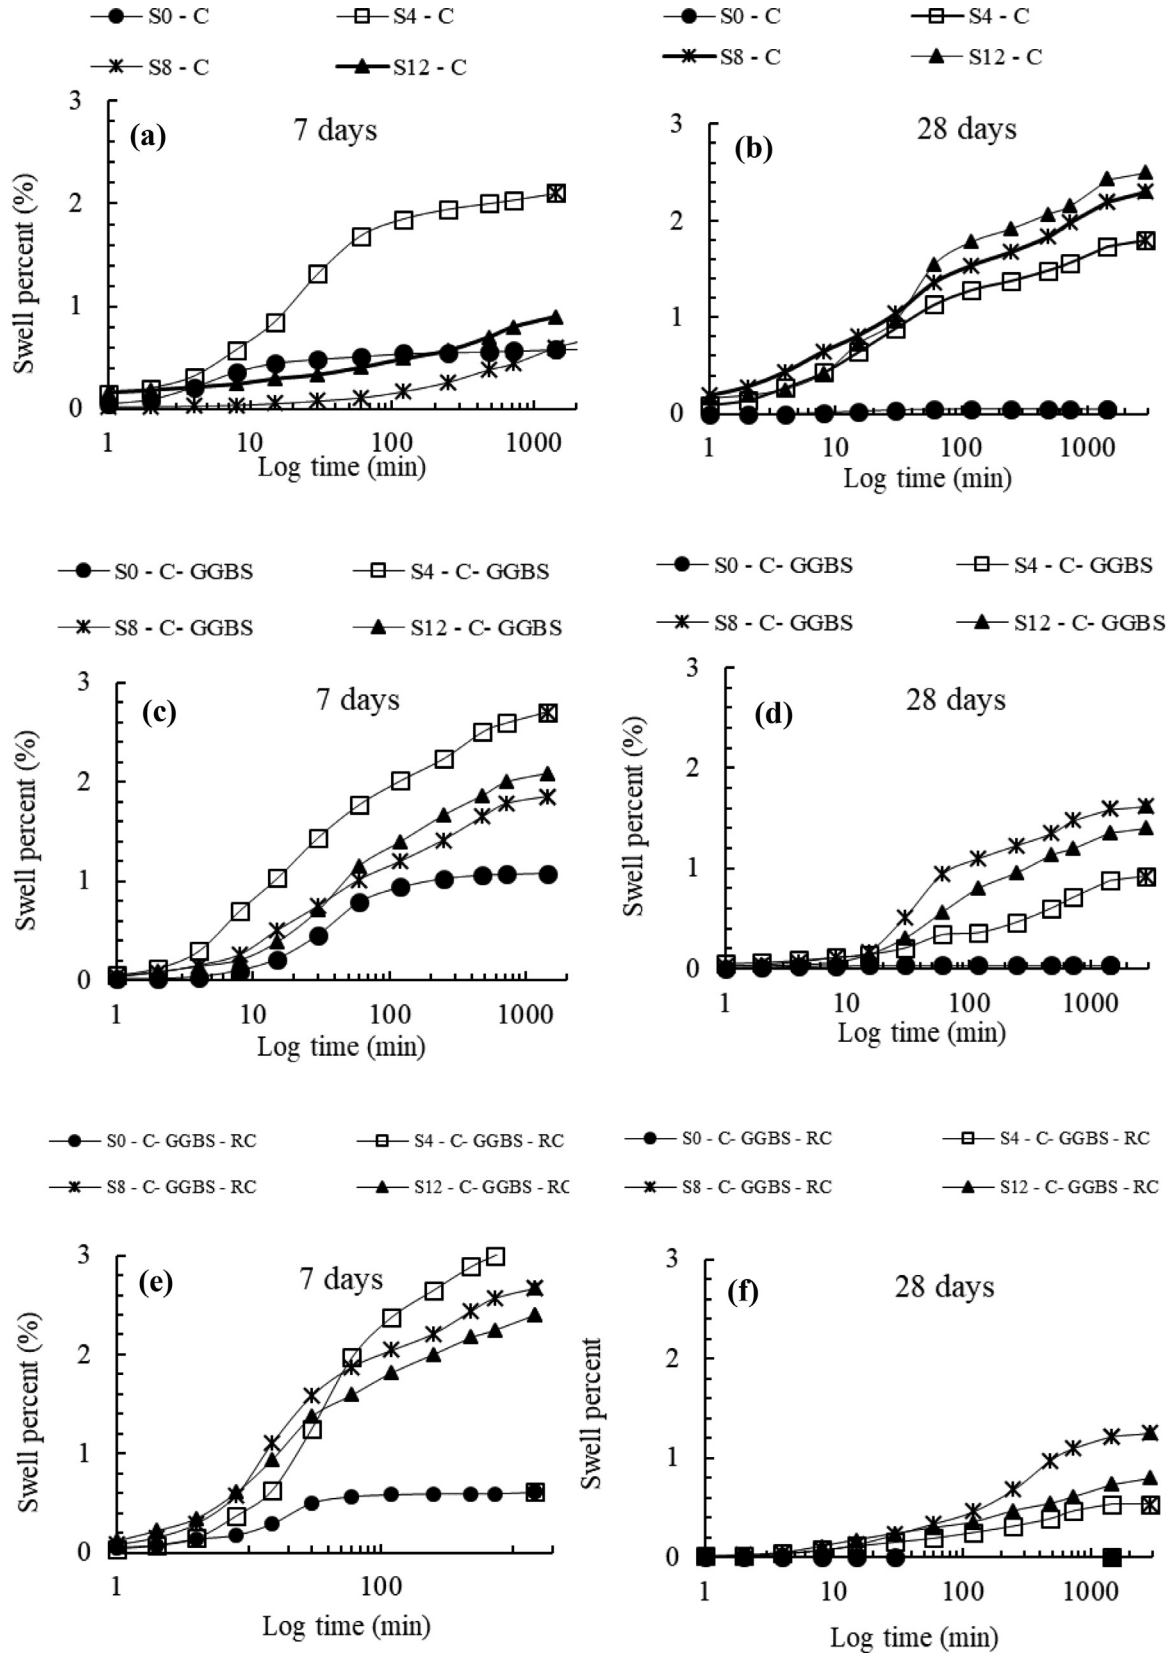 S0 - C
S4 - C
S8 - C
S12 - C
(a)
7 days
3
2
1
0
Swell percent (%)
1
10
100
1000
Log time (min)
S0 - C
S4 - C
S8 - C
S12 - C
(b)
28 days
3
2
1
0
Swell percent (%)
1
10
100
1000
Log time (min)
S0 - C- GGBS
S4 - C- GGBS
S8 - C- GGBS
S12 - C- GGBS
(c)
7 days
3
2
1
0
Swell percent (%)
1
10
100
1000
Log time (min)
S0 - C- GGBS
S4 - C- GGBS
S8 - C- GGBS
S12 - C- GGBS
(d)
28 days
3
2
1
0
Swell percent (%)
1
10
100
1000
Log time (min)
S0 - C- GGBS - RC
S4 - C- GGBS - RC
S8 - C- GGBS - RC
S12 - C- GGBS - RC
(e)
7 days
3
2
1
0
Swell percent (%)
1
100
Log time (min)
S0 - C- GGBS - RC
S4 - C- GGBS - RC
S8 - C- GGBS - RC
S12 - C- GGBS - RC
(f)
28 days
3
2
1
0
Swell percent
1
10
100
1000
Log time (min)